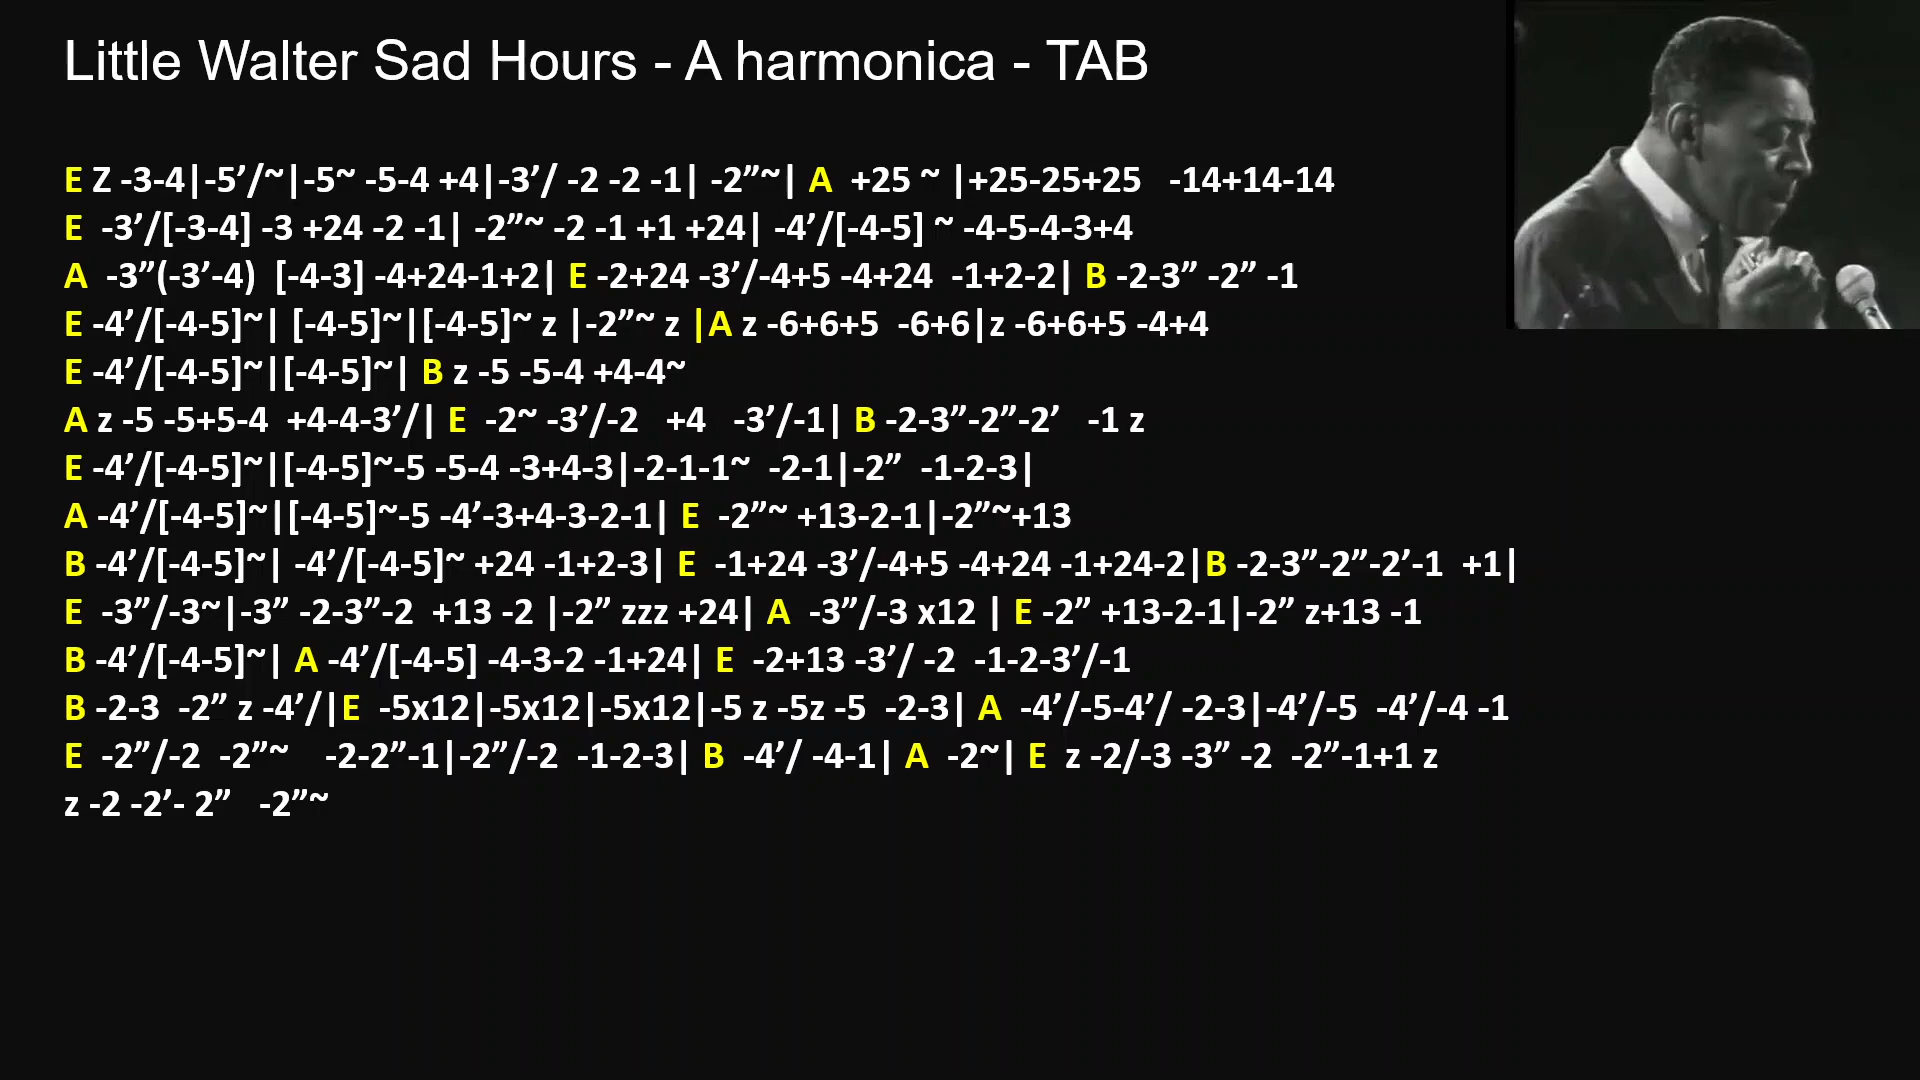 Little Walter Sad Hours - A harmonica - TAB
E Z -3-4|-5’/~|-5~ -5-4 +4|-3’/ -2 -2 -1| -2”~| A +25 ~ |+25-25+25 -14+14-14
E -3’/[-3-4] -3 +24 -2 -1| -2”~ -2 -1 +1 +24| -4’/[-4-5] ~ -4-5-4-3+4
A -3”(-3’-4) [-4-3] -4+24-1+2| E -2+24 -3’/-4+5 -4+24 -1+2-2| B -2-3” -2” -1
E -4’/[-4-5]~| [-4-5]~|[-4-5]~ z |-2”~ z |A z -6+6+5 -6+6|z -6+6+5 -4+4
E -4’/[-4-5]~|[-4-5]~| B z -5 -5-4 +4-4~
A z -5 -5+5-4 +4-4-3’/| E -2~ -3’/-2 +4 -3’/-1| B -2-3”-2”-2’ -1 z
E -4’/[-4-5]~|[-4-5]~-5 -5-4 -3+4-3|-2-1-1~ -2-1|-2” -1-2-3|
A -4’/[-4-5]~|[-4-5]~-5 -4’-3+4-3-2-1| E -2”~ +13-2-1|-2”~+13
B -4’/[-4-5]~| -4’/[-4-5]~ +24 -1+2-3| E -1+24 -3’/-4+5 -4+24 -1+24-2|B -2-3”-2”-2’-1 +1|
E -3”/-3~|-3” -2-3”-2 +13 -2 |-2” zzz +24| A -3”/-3 x12 | E -2” +13-2-1|-2” z+13 -1
B -4’/[-4-5]~| A -4’/[-4-5] -4-3-2 -1+24| E -2+13 -3’/ -2 -1-2-3’/-1
B -2-3 -2” z -4’/|E -5x12|-5x12|-5x12|-5 z -5z -5 -2-3| A -4’/-5-4’/ -2-3|-4’/-5 -4’/-4 -1
E -2”/-2 -2”~ -2-2”-1|-2”/-2 -1-2-3| B -4’/ -4-1| A -2~| E z -2/-3 -3” -2 -2”-1+1 z
z -2 -2’- 2” -2”~